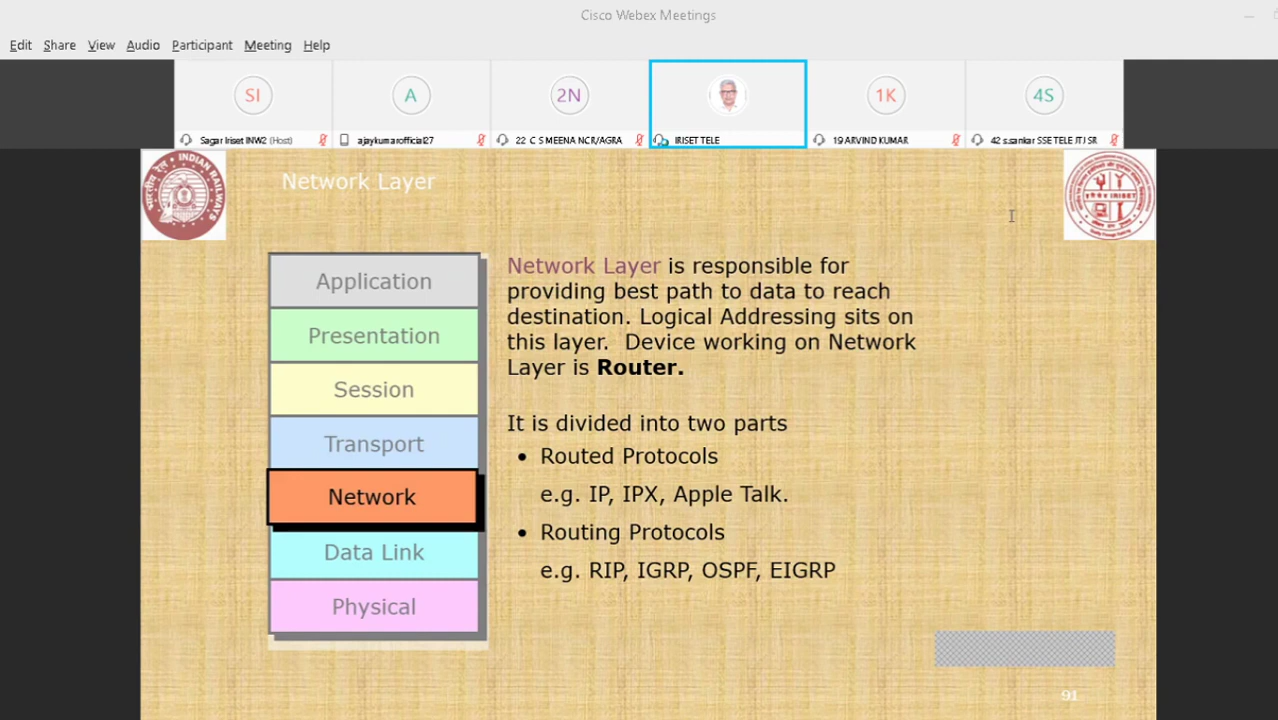 Cisco Webex Meetings
Edit Share View Audio Participant Meeting Help
SI A 2N 1K 4S
Sagar Iriset INW2 (Host) ajaykumarofficial27 22 C S MEENA NCR/AGRA IRISET TELE 19 ARVIND KUMAR 42 s.sankar SSE TELE JTJ SR
INDIAN RAILWAYS
Network Layer
Application
Presentation
Session
Transport
Network
Data Link
Physical
Network Layer is responsible for
providing best path to data to reach
destination. Logical Addressing sits on
this layer. Device working on Network
Layer is Router.
It is divided into two parts
• Routed Protocols
e.g. IP, IPX, Apple Talk.
• Routing Protocols
e.g. RIP, IGRP, OSPF, EIGRP
91